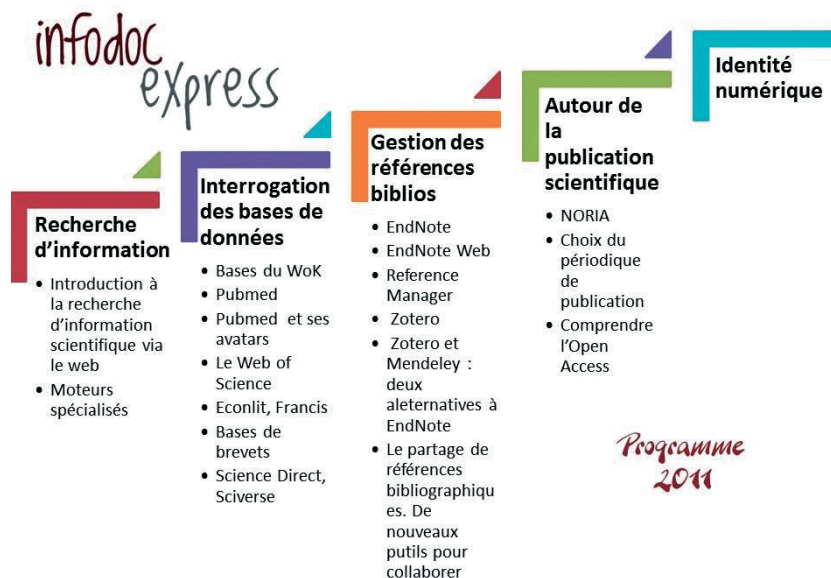 infodoc
express
Recherche
d'information
• Introduction à
la recherche
d'information
scientifique via
le web
• Moteurs
spécialisés
Interrogation
des bases de
données
• Bases du WoK
• Pubmed
• Pubmed et ses
avatars
• Le Web of
Science
• Econlit, Francis
• Bases de
brevets
• Science Direct,
Sciverse
Gestion des
références
biblios
• EndNote
• EndNote Web
• Reference
Manager
• Zotero
• Zotero et
Mendeley :
deux
aleternatives à
EndNote
• Le partage de
références
bibliographiqu
es. De
nouveaux
putils pour
collaborer
Autour de
la
publication
scientifique
• NORIA
• Choix du
périodique
de
publication
• Comprendre
l'Open
Access
Identité
numérique
Programme
2011